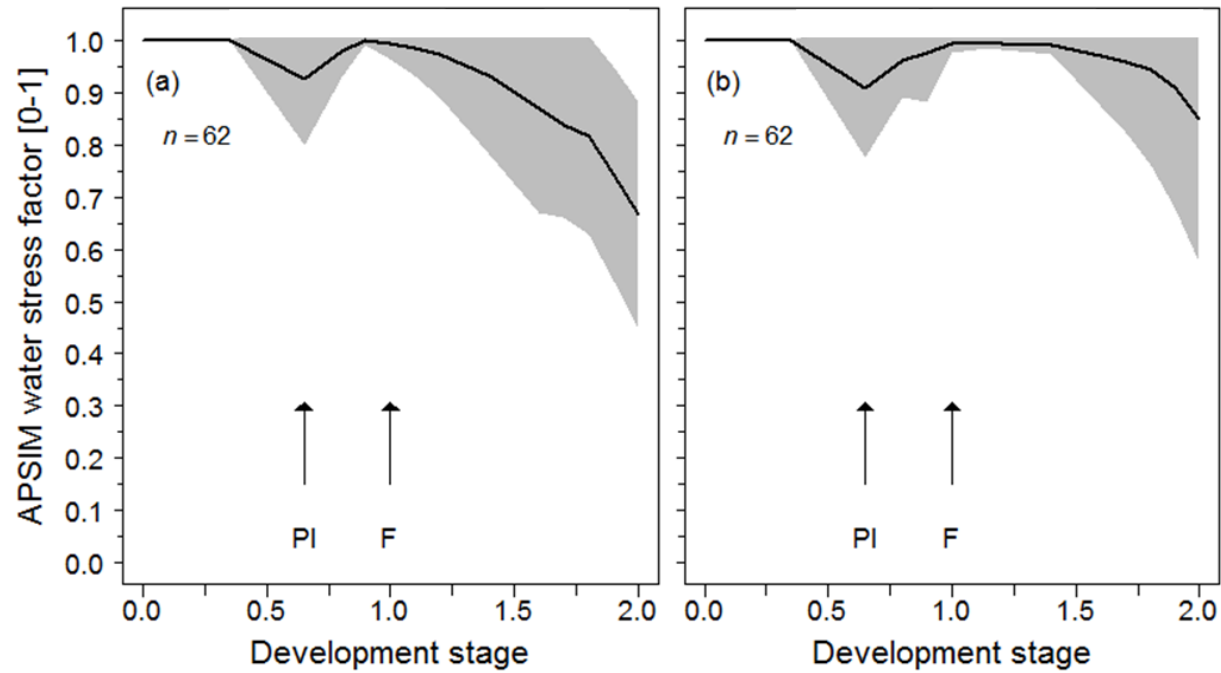 APSIM water stress factor [0-1]
1.0
0.9
0.8
0.7
0.6
0.5
0.4
0.3
0.2
0.1
0.0
(a)
n = 62
PI F
0.0 0.5 1.0 1.5 2.0
Development stage
(b)
n = 62
PI F
0.0 0.5 1.0 1.5 2.0
Development stage